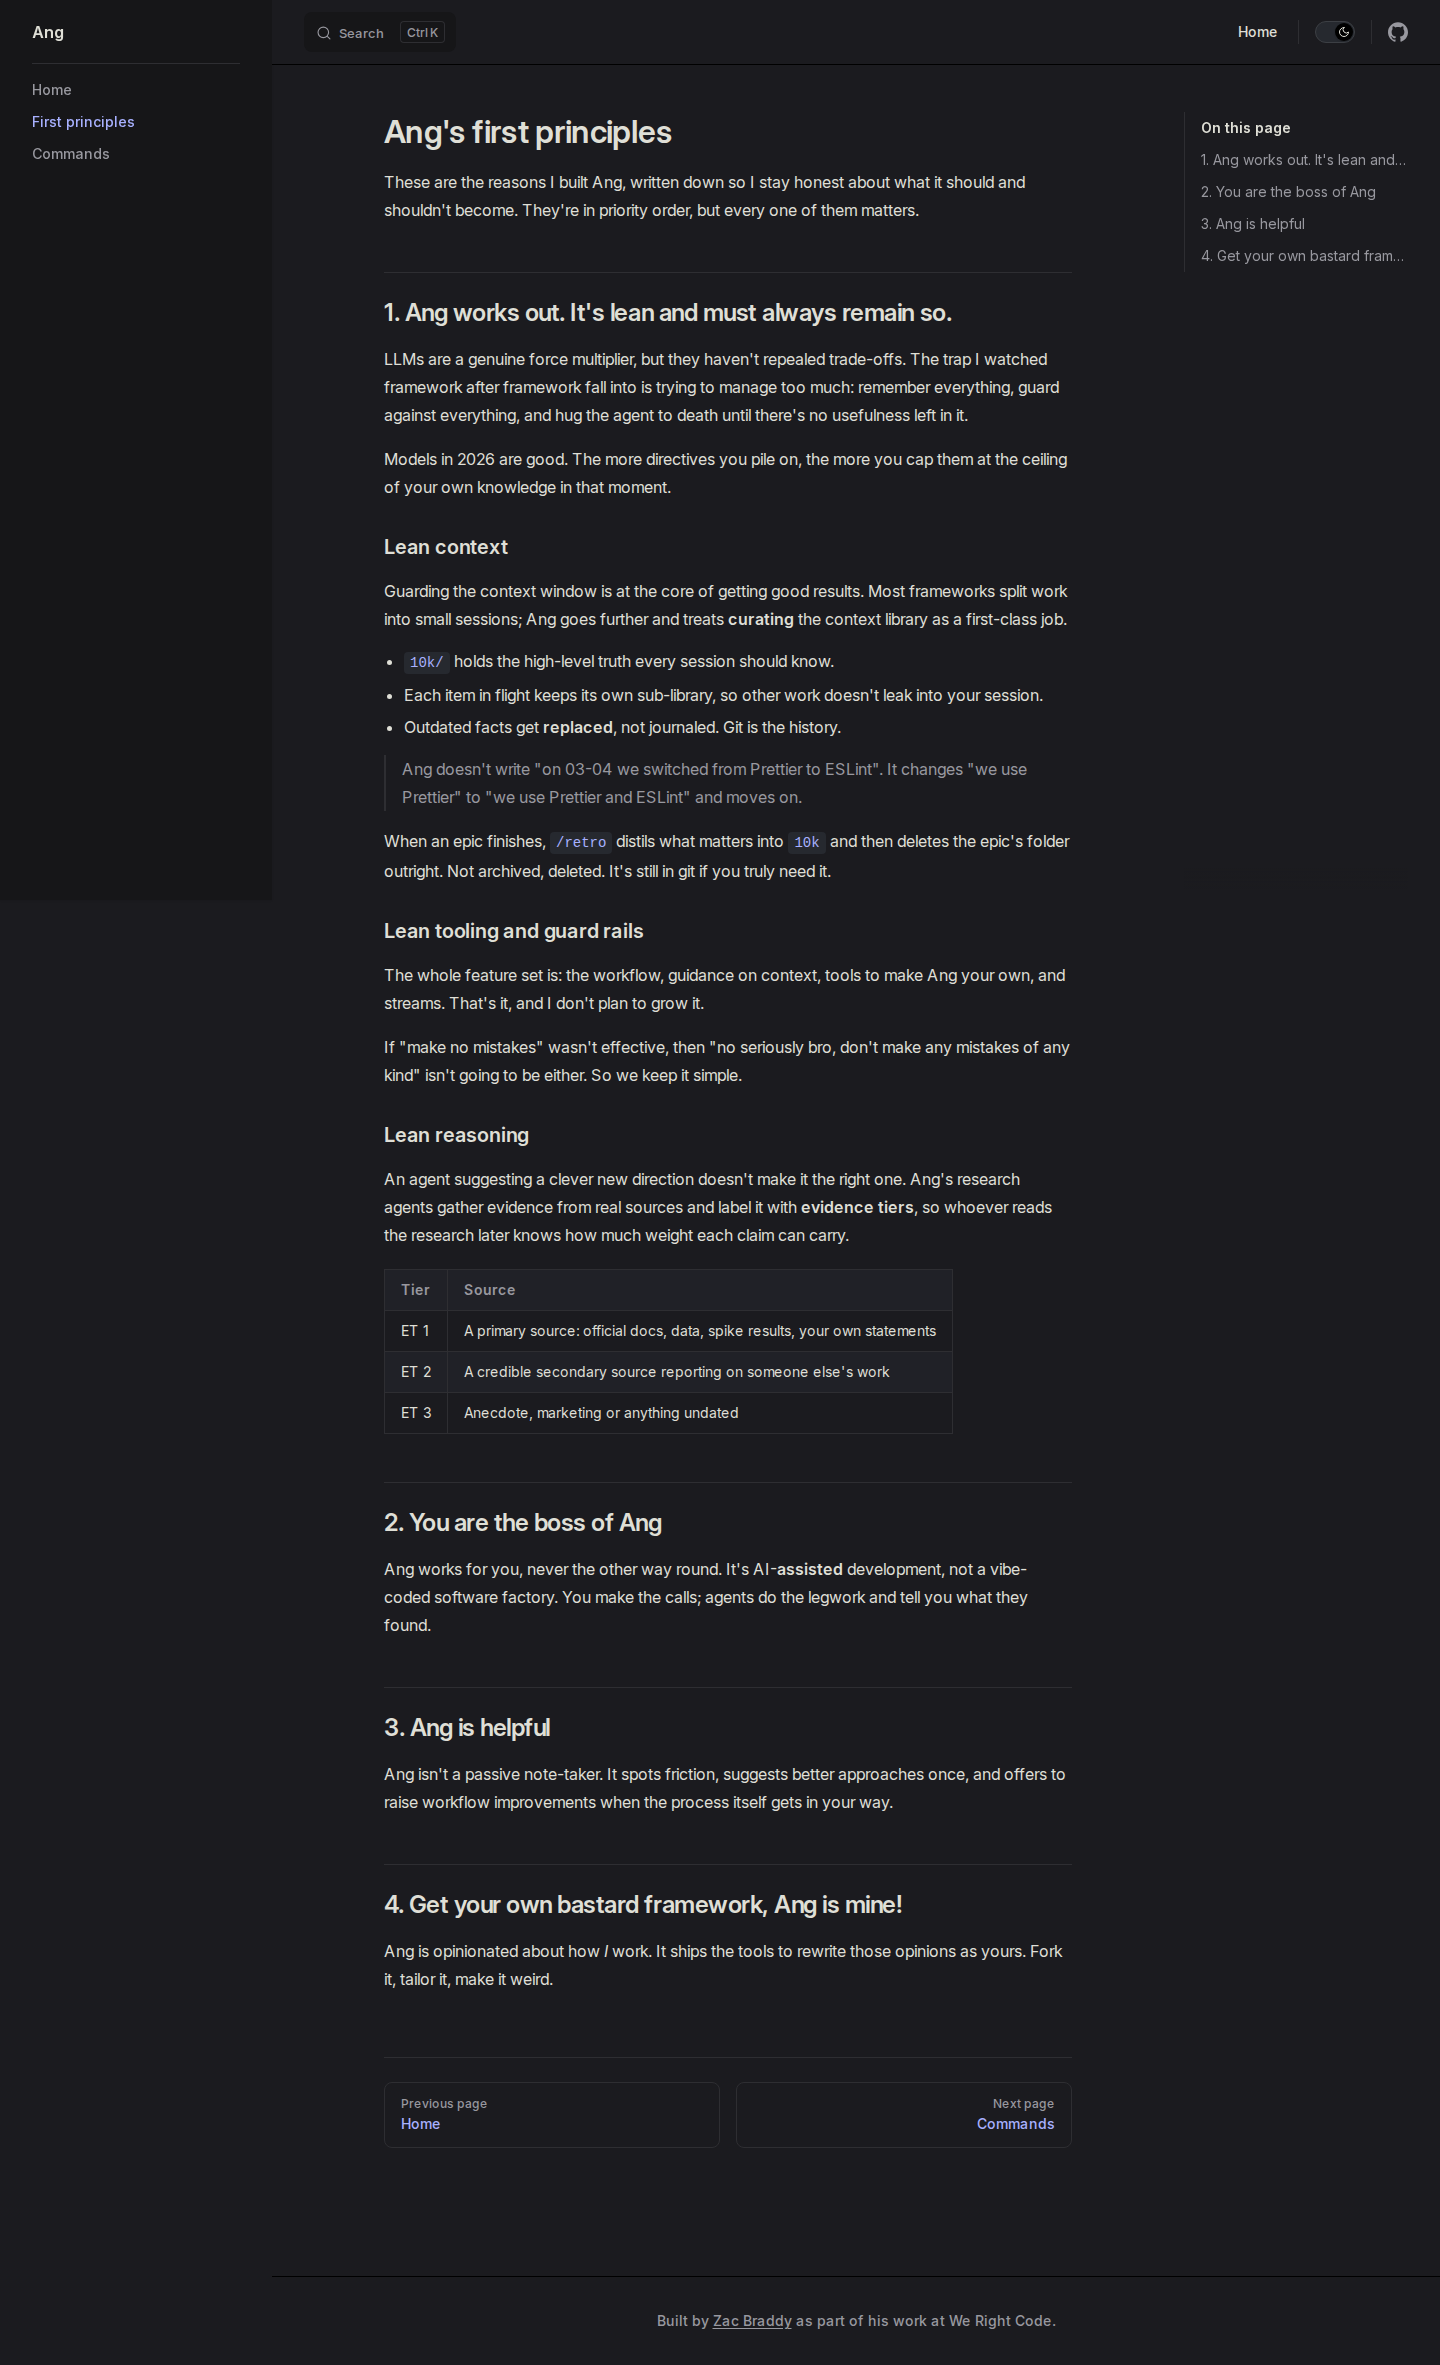 Ang
Search Ctrl K
Home
Home
First principles
Commands
On this page
1. Ang works out. It's lean and...
2. You are the boss of Ang
3. Ang is helpful
4. Get your own bastard fram...
Ang's first principles
These are the reasons I built Ang, written down so I stay honest about what it should and
shouldn't become. They're in priority order, but every one of them matters.
1. Ang works out. It's lean and must always remain so.
LLMs are a genuine force multiplier, but they haven't repealed trade-offs. The trap I watched
framework after framework fall into is trying to manage too much: remember everything, guard
against everything, and hug the agent to death until there's no usefulness left in it.
Models in 2026 are good. The more directives you pile on, the more you cap them at the ceiling
of your own knowledge in that moment.
Lean context
Guarding the context window is at the core of getting good results. Most frameworks split work
into small sessions; Ang goes further and treats curating the context library as a first-class job.
• 10k/ holds the high-level truth every session should know.
• Each item in flight keeps its own sub-library, so other work doesn't leak into your session.
• Outdated facts get replaced, not journaled. Git is the history.
Ang doesn't write "on 03-04 we switched from Prettier to ESLint". It changes "we use
Prettier" to "we use Prettier and ESLint" and moves on.
When an epic finishes, /retro distils what matters into 10k and then deletes the epic's folder
outright. Not archived, deleted. It's still in git if you truly need it.
Lean tooling and guard rails
The whole feature set is: the workflow, guidance on context, tools to make Ang your own, and
streams. That's it, and I don't plan to grow it.
If "make no mistakes" wasn't effective, then "no seriously bro, don't make any mistakes of any
kind" isn't going to be either. So we keep it simple.
Lean reasoning
An agent suggesting a clever new direction doesn't make it the right one. Ang's research
agents gather evidence from real sources and label it with evidence tiers, so whoever reads
the research later knows how much weight each claim can carry.
Tier Source
ET 1 A primary source: official docs, data, spike results, your own statements
ET 2 A credible secondary source reporting on someone else's work
ET 3 Anecdote, marketing or anything undated
2. You are the boss of Ang
Ang works for you, never the other way round. It's AI-assisted development, not a vibe-
coded software factory. You make the calls; agents do the legwork and tell you what they
found.
3. Ang is helpful
Ang isn't a passive note-taker. It spots friction, suggests better approaches once, and offers to
raise workflow improvements when the process itself gets in your way.
4. Get your own bastard framework, Ang is mine!
Ang is opinionated about how I work. It ships the tools to rewrite those opinions as yours. Fork
it, tailor it, make it weird.
Previous page
Home
Next page
Commands
Built by Zac Braddy as part of his work at We Right Code.